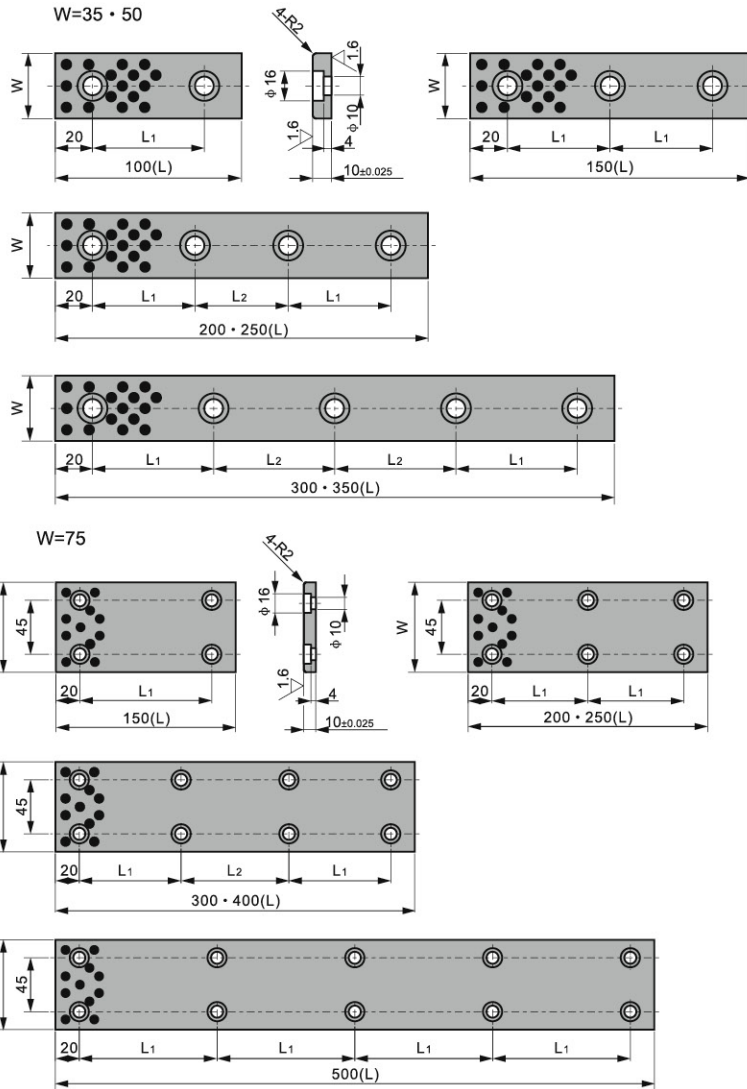 W=35・50
4-R2
1.6
W
φ16
φ10
W
1.6
20
L1
4
20
L1
L1
100(L)
10±0.025
150(L)
W
20
L1
L2
L1
200・250(L)
W
20
L1
L2
L2
L1
300・350(L)
W=75
4-R2
45
φ16
φ10
W
45
20
L1
1.6
4
20
L1
L1
150(L)
10±0.025
200・250(L)
45
20
L1
L2
L1
300・400(L)
45
20
L1
L1
L1
L1
500(L)